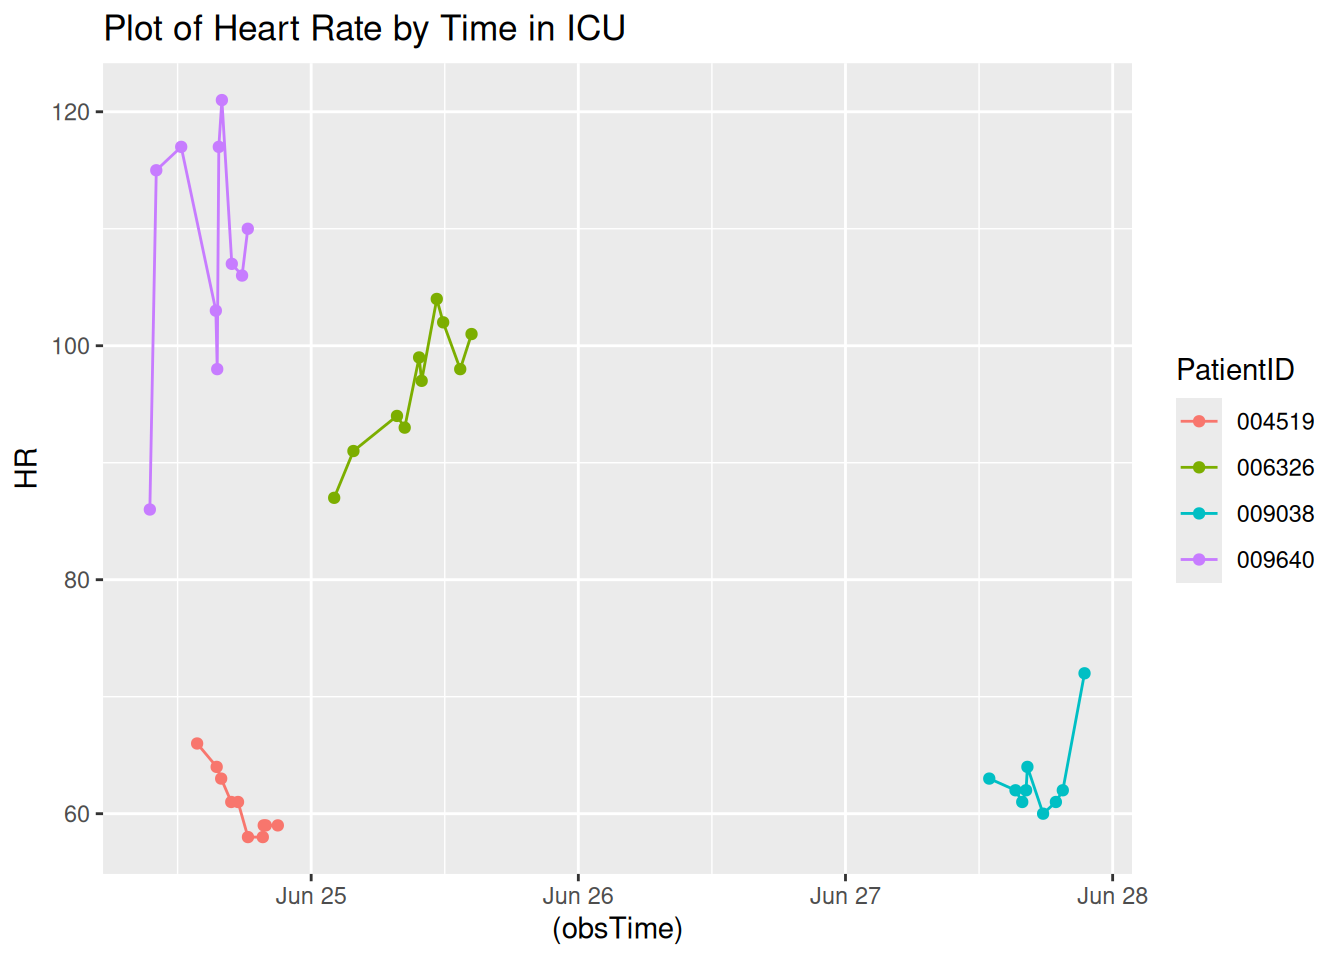 Plot of Heart Rate by Time in ICU
120
100
80
60
HR
Jun 25
Jun 26
Jun 27
Jun 28
(obsTime)
PatientID
004519
006326
009038
009640